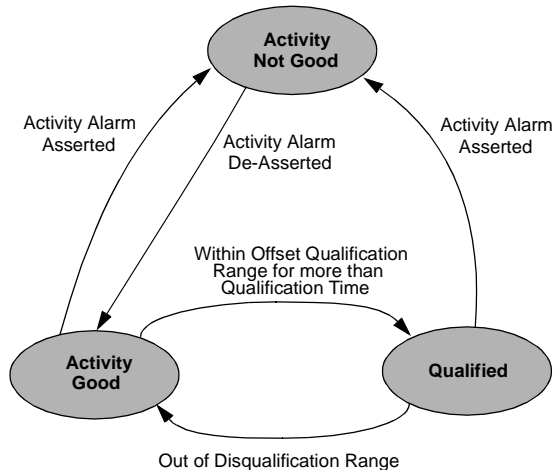 Activity
Not Good
Activity Alarm
Asserted
Activity Alarm
De-Asserted
Activity Alarm
Asserted
Within Offset Qualification
Range for more than
Qualification Time
Activity
Good
Qualified
Out of Disqualification Range